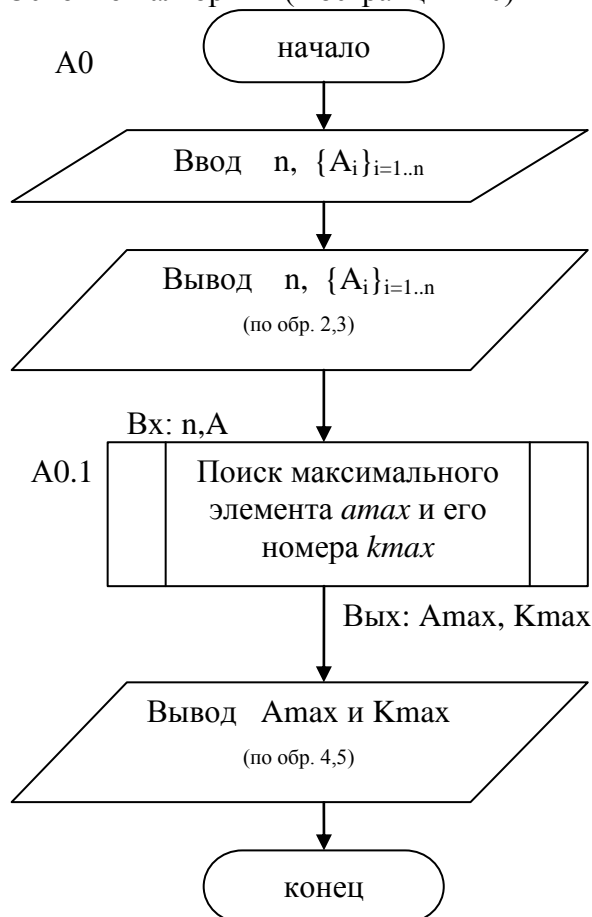 начало
A0
Ввод n, {Ai}i=1..n
Вывод n, {Ai}i=1..n
(по обр. 2,3)
Вх: n,A
A0.1
Поиск максимального
элемента amax и его
номера kmax
Вых: Amax, Kmax
Вывод Amax и Kmax
(по обр. 4,5)
конец